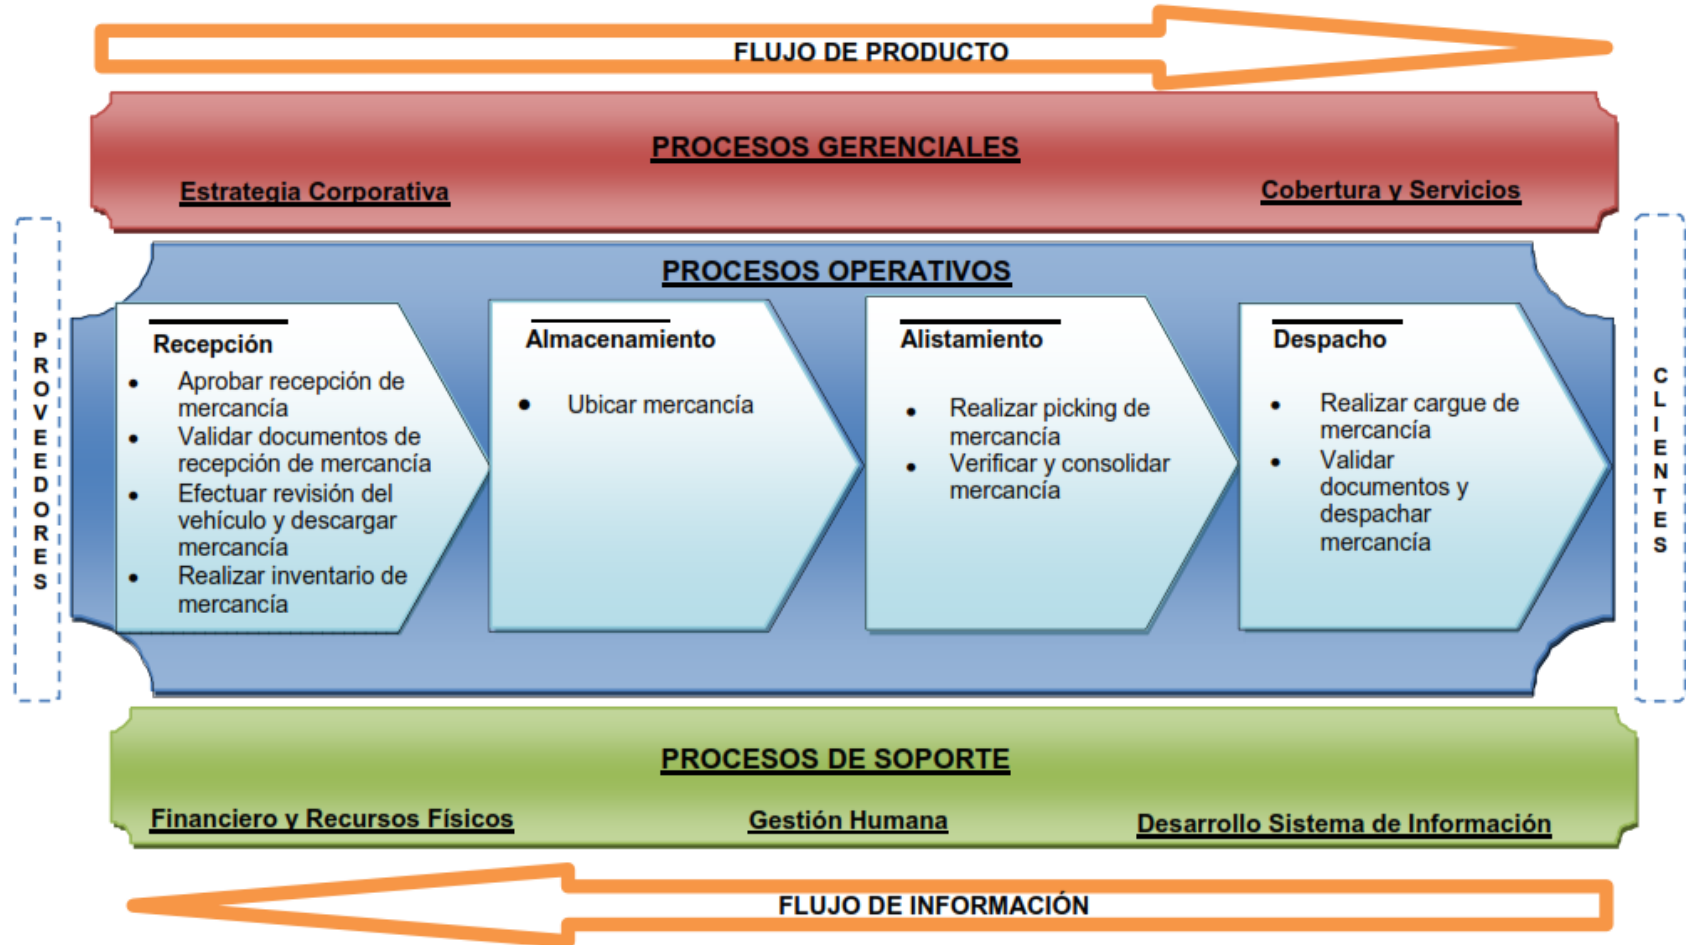 FLUJO DE PRODUCTO
PROCESOS GERENCIALES
Estrategia Corporativa
Cobertura y Servicios
PROVEEDORES
PROCESOS OPERATIVOS
Recepción
• Aprobar recepción de
mercancía
• Validar documentos de
recepción de mercancía
• Efectuar revisión del
vehículo y descargar
mercancía
• Realizar inventario de
mercancía
Almacenamiento
• Ubicar mercancía
Alistamiento
• Realizar picking de
mercancía
• Verificar y consolidar
mercancía
Despacho
• Realizar cargue de
mercancía
• Validar
documentos y
despachar
mercancía
CLIENTES
PROCESOS DE SOPORTE
Financiero y Recursos Físicos
Gestión Humana
Desarrollo Sistema de Información
FLUJO DE INFORMACIÓN